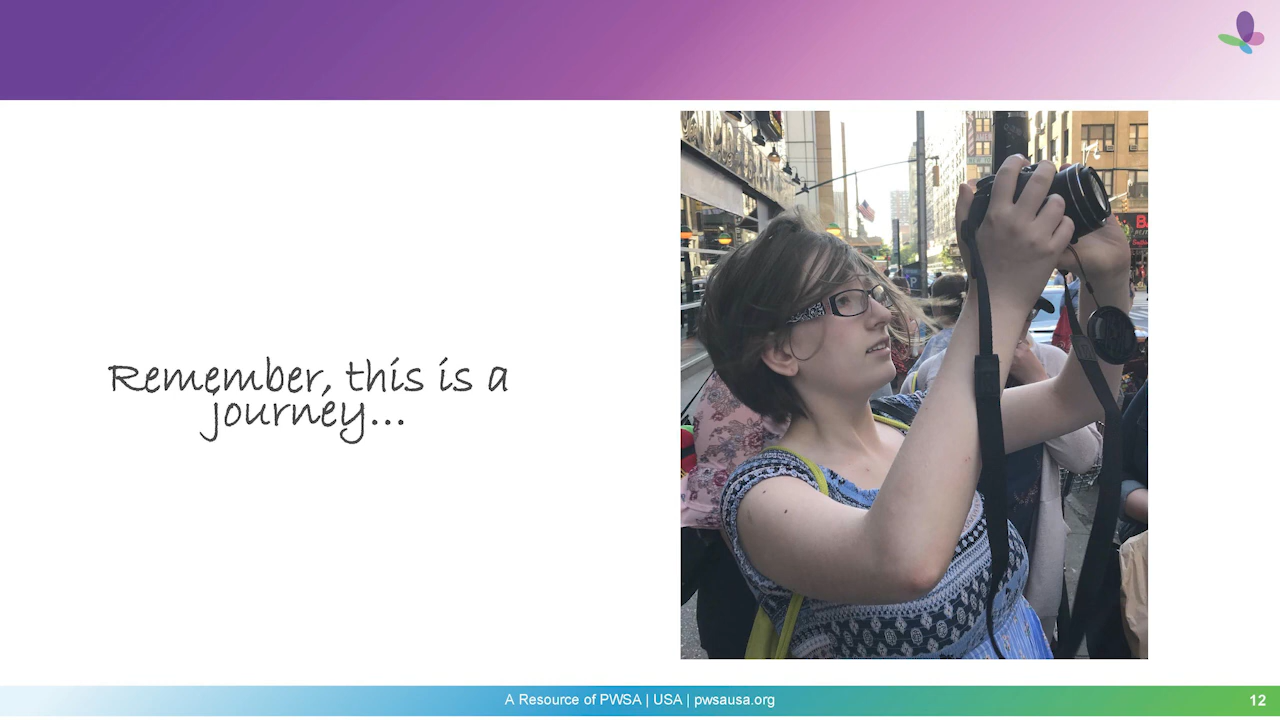 Remember, this is a
journey...
A Resource of PWSA | USA | pwsausa.org
12